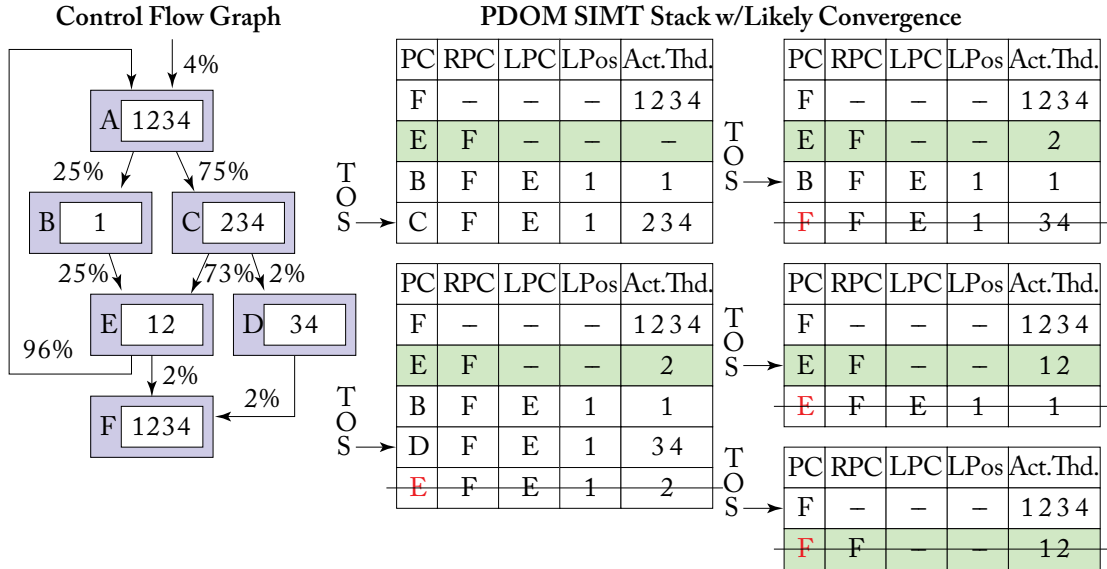 Control Flow Graph
PDOM SIMT Stack w/Likely Convergence
4%
A 1234
25% 75%
B 1
C 234
25% 73% 2%
E 12
D 34
96%
2%
2%
F 1234
TOS
PC RPC LPC LPos Act.Thd.
F – – – 1234
E F – – –
B F E 1 1
C F E 1 234
TOS
PC RPC LPC LPos Act.Thd.
F – – – 1234
E F – – 2
B F E 1 1
F F E 1 34
TOS
PC RPC LPC LPos Act.Thd.
F – – – 1234
E F – – 2
B F E 1 1
D F E 1 34
E F E 1 2
TOS
PC RPC LPC LPos Act.Thd.
F – – – 1234
E F – – 12
E F E 1 1
TOS
PC RPC LPC LPos Act.Thd.
F – – – 1234
F F – – 12